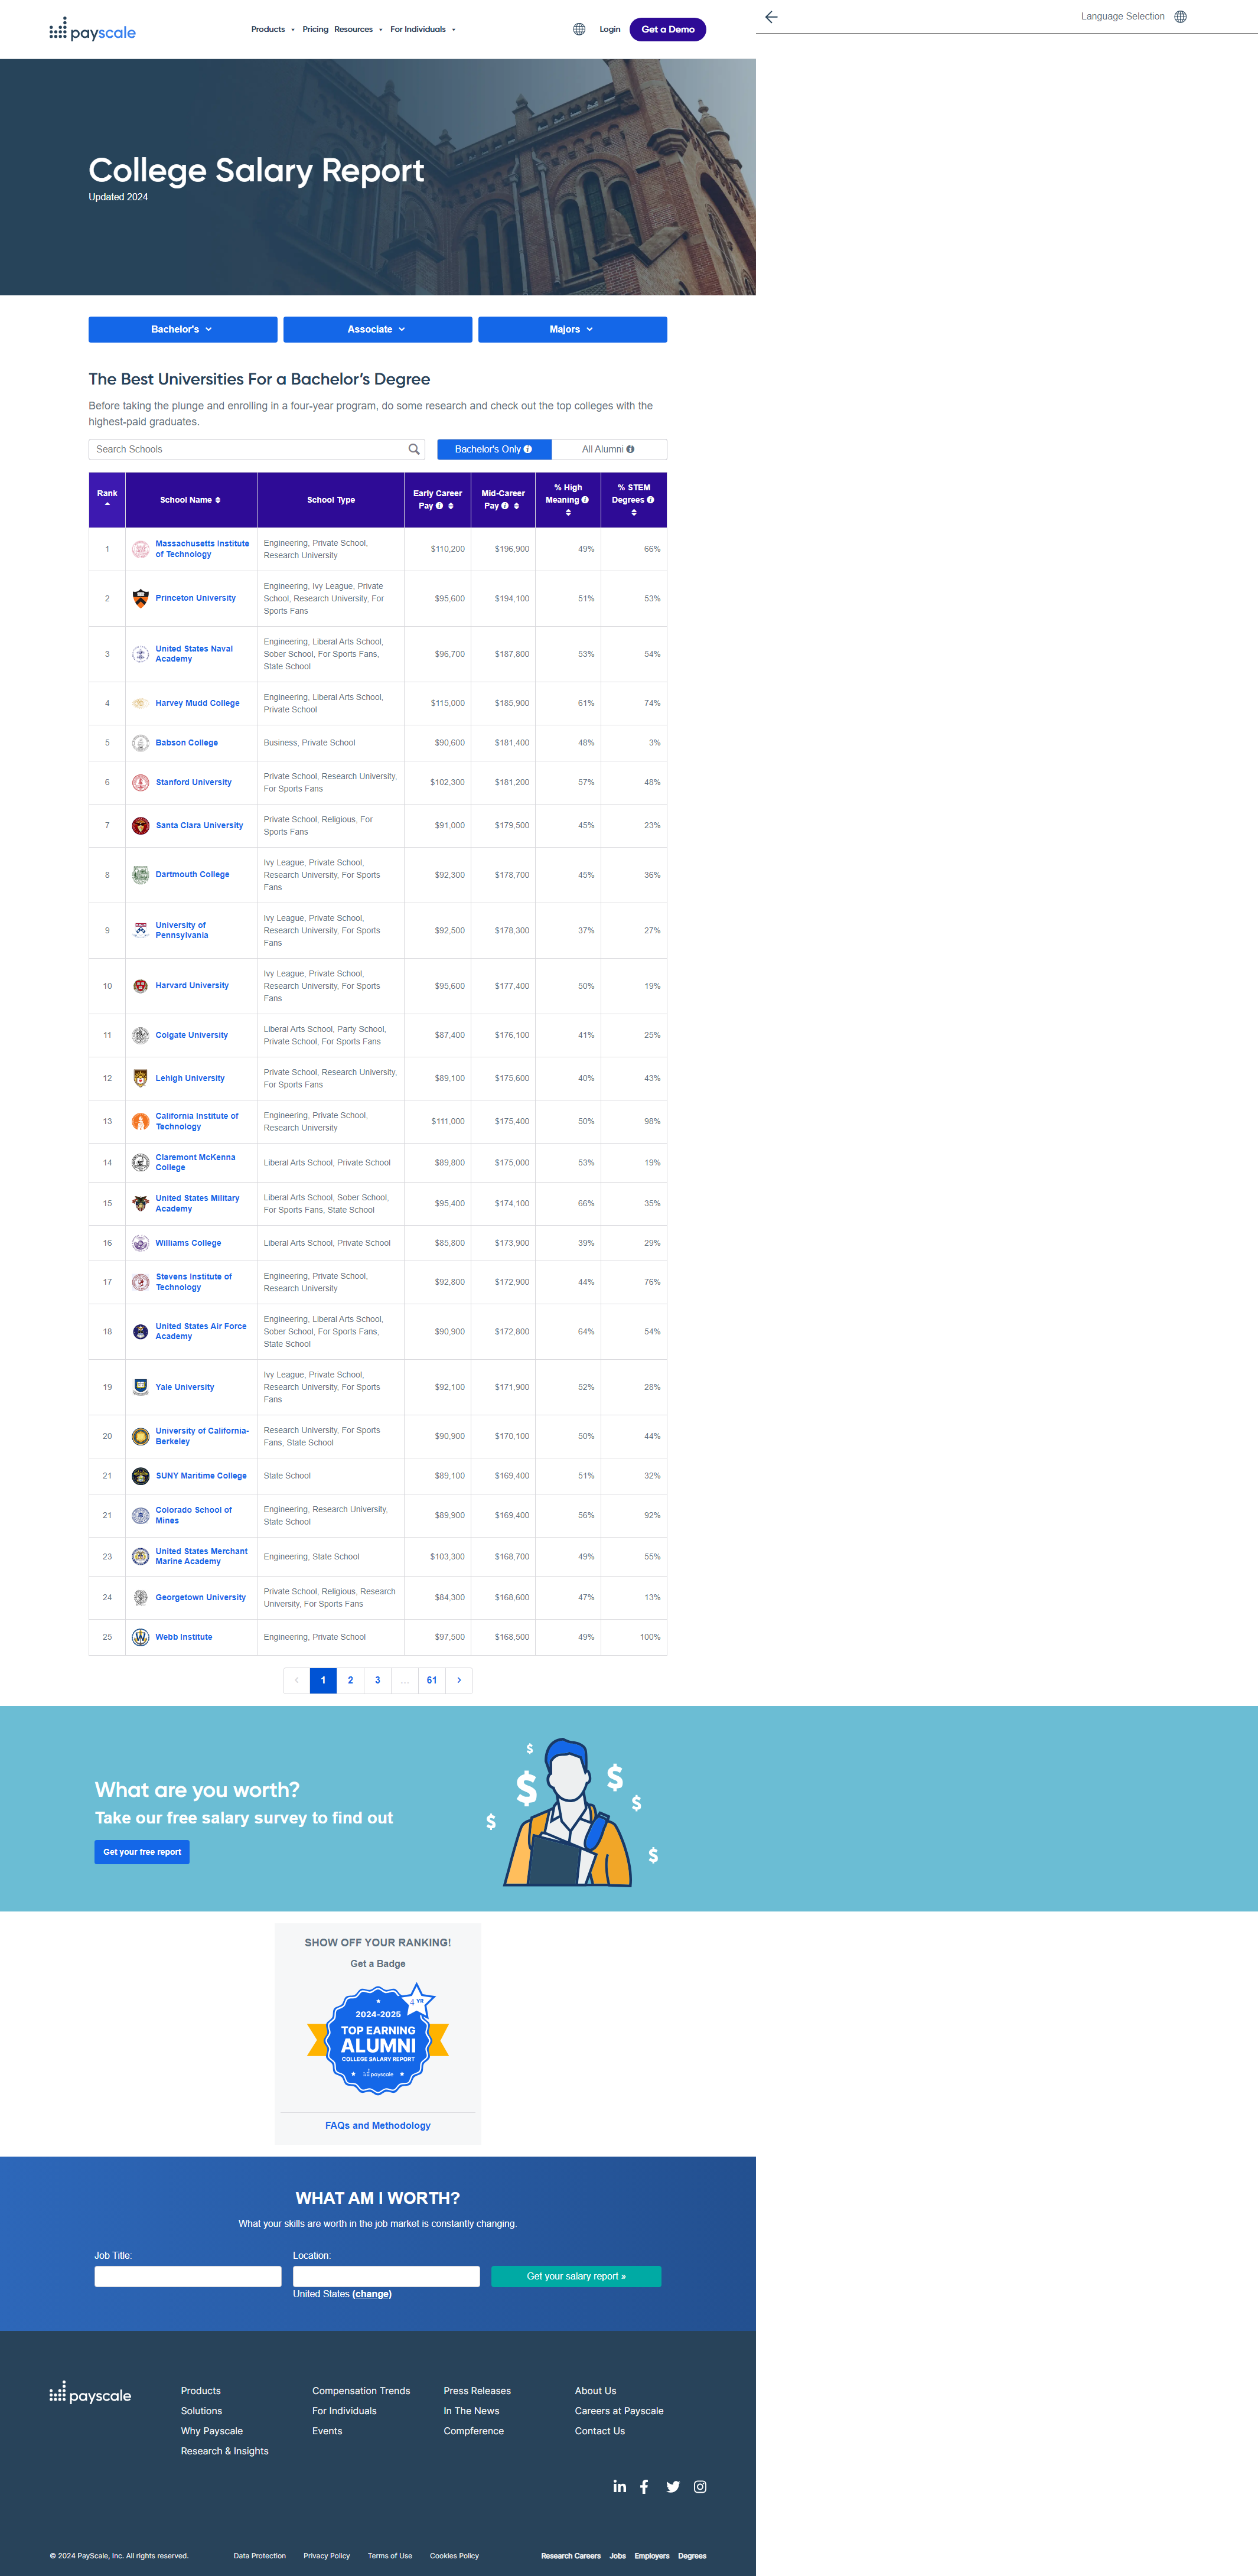 payscale
Products
Pricing
Resources
For Individuals
Login
Get a Demo
Language Selection
College Salary Report
Updated 2024
Bachelor's
Associate
Majors
The Best Universities For a Bachelor's Degree
Before taking the plunge and enrolling in a four-year program, do some research and check out the top colleges with the
highest-paid graduates.
Search Schools
Bachelor's Only
All Alumni
Rank
School Name
School Type
Early Career
Pay
Mid-Career
Pay
% High
Meaning
% STEM
Degrees
1
Massachusetts Institute
of Technology
Engineering, Private School,
Research University
$110,200
$196,900
49%
66%
2
Princeton University
Engineering, Ivy League, Private
School, Research University, For
Sports Fans
$95,600
$194,100
51%
53%
3
United States Naval
Academy
Engineering, Liberal Arts School,
Sober School, For Sports Fans,
State School
$96,700
$187,800
53%
54%
4
Harvey Mudd College
Engineering, Liberal Arts School,
Private School
$115,000
$185,900
61%
74%
5
Babson College
Business, Private School
$90,600
$181,400
48%
3%
6
Stanford University
Private School, Research University,
For Sports Fans
$102,300
$181,200
57%
48%
7
Santa Clara University
Private School, Religious, For
Sports Fans
$91,000
$179,500
45%
23%
8
Dartmouth College
Ivy League, Private School,
Research University, For Sports
Fans
$92,300
$178,700
45%
36%
9
University of
Pennsylvania
Ivy League, Private School,
Research University, For Sports
Fans
$92,500
$178,300
37%
27%
10
Harvard University
Ivy League, Private School,
Research University, For Sports
Fans
$95,600
$177,400
50%
19%
11
Colgate University
Liberal Arts School, Party School,
Private School, For Sports Fans
$87,400
$176,100
41%
25%
12
Lehigh University
Private School, Research University,
For Sports Fans
$89,100
$175,600
40%
43%
13
California Institute of
Technology
Engineering, Private School,
Research University
$111,000
$175,400
50%
98%
14
Claremont McKenna
College
Liberal Arts School, Private School
$89,800
$175,000
53%
19%
15
United States Military
Academy
Liberal Arts School, Sober School,
For Sports Fans, State School
$95,400
$174,100
66%
35%
16
Williams College
Liberal Arts School, Private School
$85,800
$173,900
39%
29%
17
Stevens Institute of
Technology
Engineering, Private School,
Research University
$92,800
$172,900
44%
76%
18
United States Air Force
Academy
Engineering, Liberal Arts School,
Sober School, For Sports Fans,
State School
$90,900
$172,800
64%
54%
19
Yale University
Ivy League, Private School,
Research University, For Sports
Fans
$92,100
$171,900
52%
28%
20
University of California-
Berkeley
Research University, For Sports
Fans, State School
$90,900
$170,100
50%
44%
21
SUNY Maritime College
State School
$89,100
$169,400
51%
32%
21
Colorado School of
Mines
Engineering, Research University,
State School
$89,900
$169,400
56%
92%
23
United States Merchant
Marine Academy
Engineering, State School
$103,300
$168,700
49%
55%
24
Georgetown University
Private School, Religious, Research
University, For Sports Fans
$84,300
$168,600
47%
13%
25
Webb Institute
Engineering, Private School
$97,500
$168,500
49%
100%
1 2 3 ... 61
What are you worth?
Take our free salary survey to find out
Get your free report
$ $ $ $ $ $
SHOW OFF YOUR RANKING!
Get a Badge
4 YR
2024-2025
TOP EARNING
ALUMNI
COLLEGE SALARY REPORT
payscale
FAQs and Methodology
WHAT AM I WORTH?
What your skills are worth in the job market is constantly changing.
Job Title:
Location:
Get your salary report »
United States (change)
payscale
Products
Solutions
Why Payscale
Research & Insights
Compensation Trends
For Individuals
Events
Press Releases
In The News
Compference
About Us
Careers at Payscale
Contact Us
© 2024 PayScale, Inc. All rights reserved.
Data Protection
Privacy Policy
Terms of Use
Cookies Policy
Research Careers
Jobs
Employers
Degrees